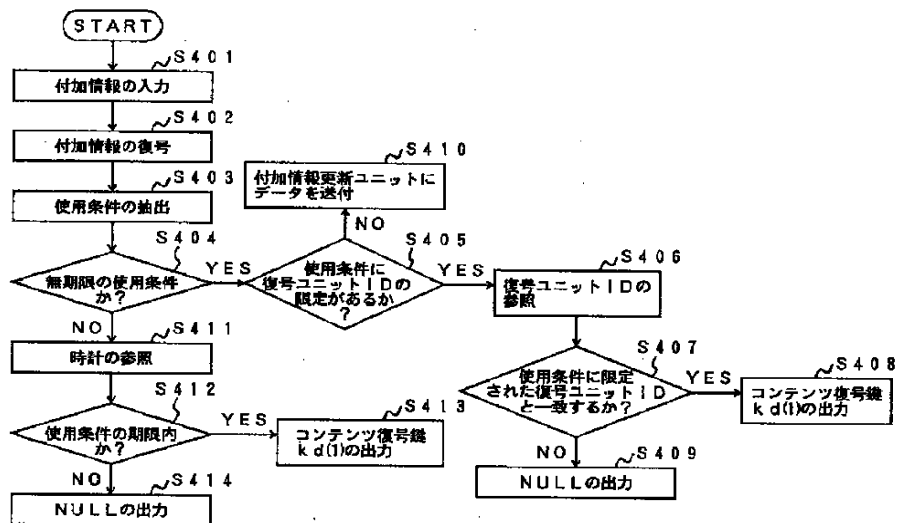 START
S401
付加情報の入力
S402
付加情報の復号
S403
使用条件の抽出
S404
無期限の使用条件
か?
YES
NO
S405
使用条件に
復号ユニットIDの
限定があるか
?
NO
YES
S410
付加情報更新ユニットに
データを送付
S406
復号ユニットIDの
参照
S407
使用条件に限定
された復号ユニットID
と一致するか?
YES
NO
S408
コンテンツ復号鍵
kd(1)の出力
S409
NULLの出力
S411
時計の参照
S412
使用条件の期限内
か?
YES
NO
S413
コンテンツ復号鍵
kd(1)の出力
S414
NULLの出力